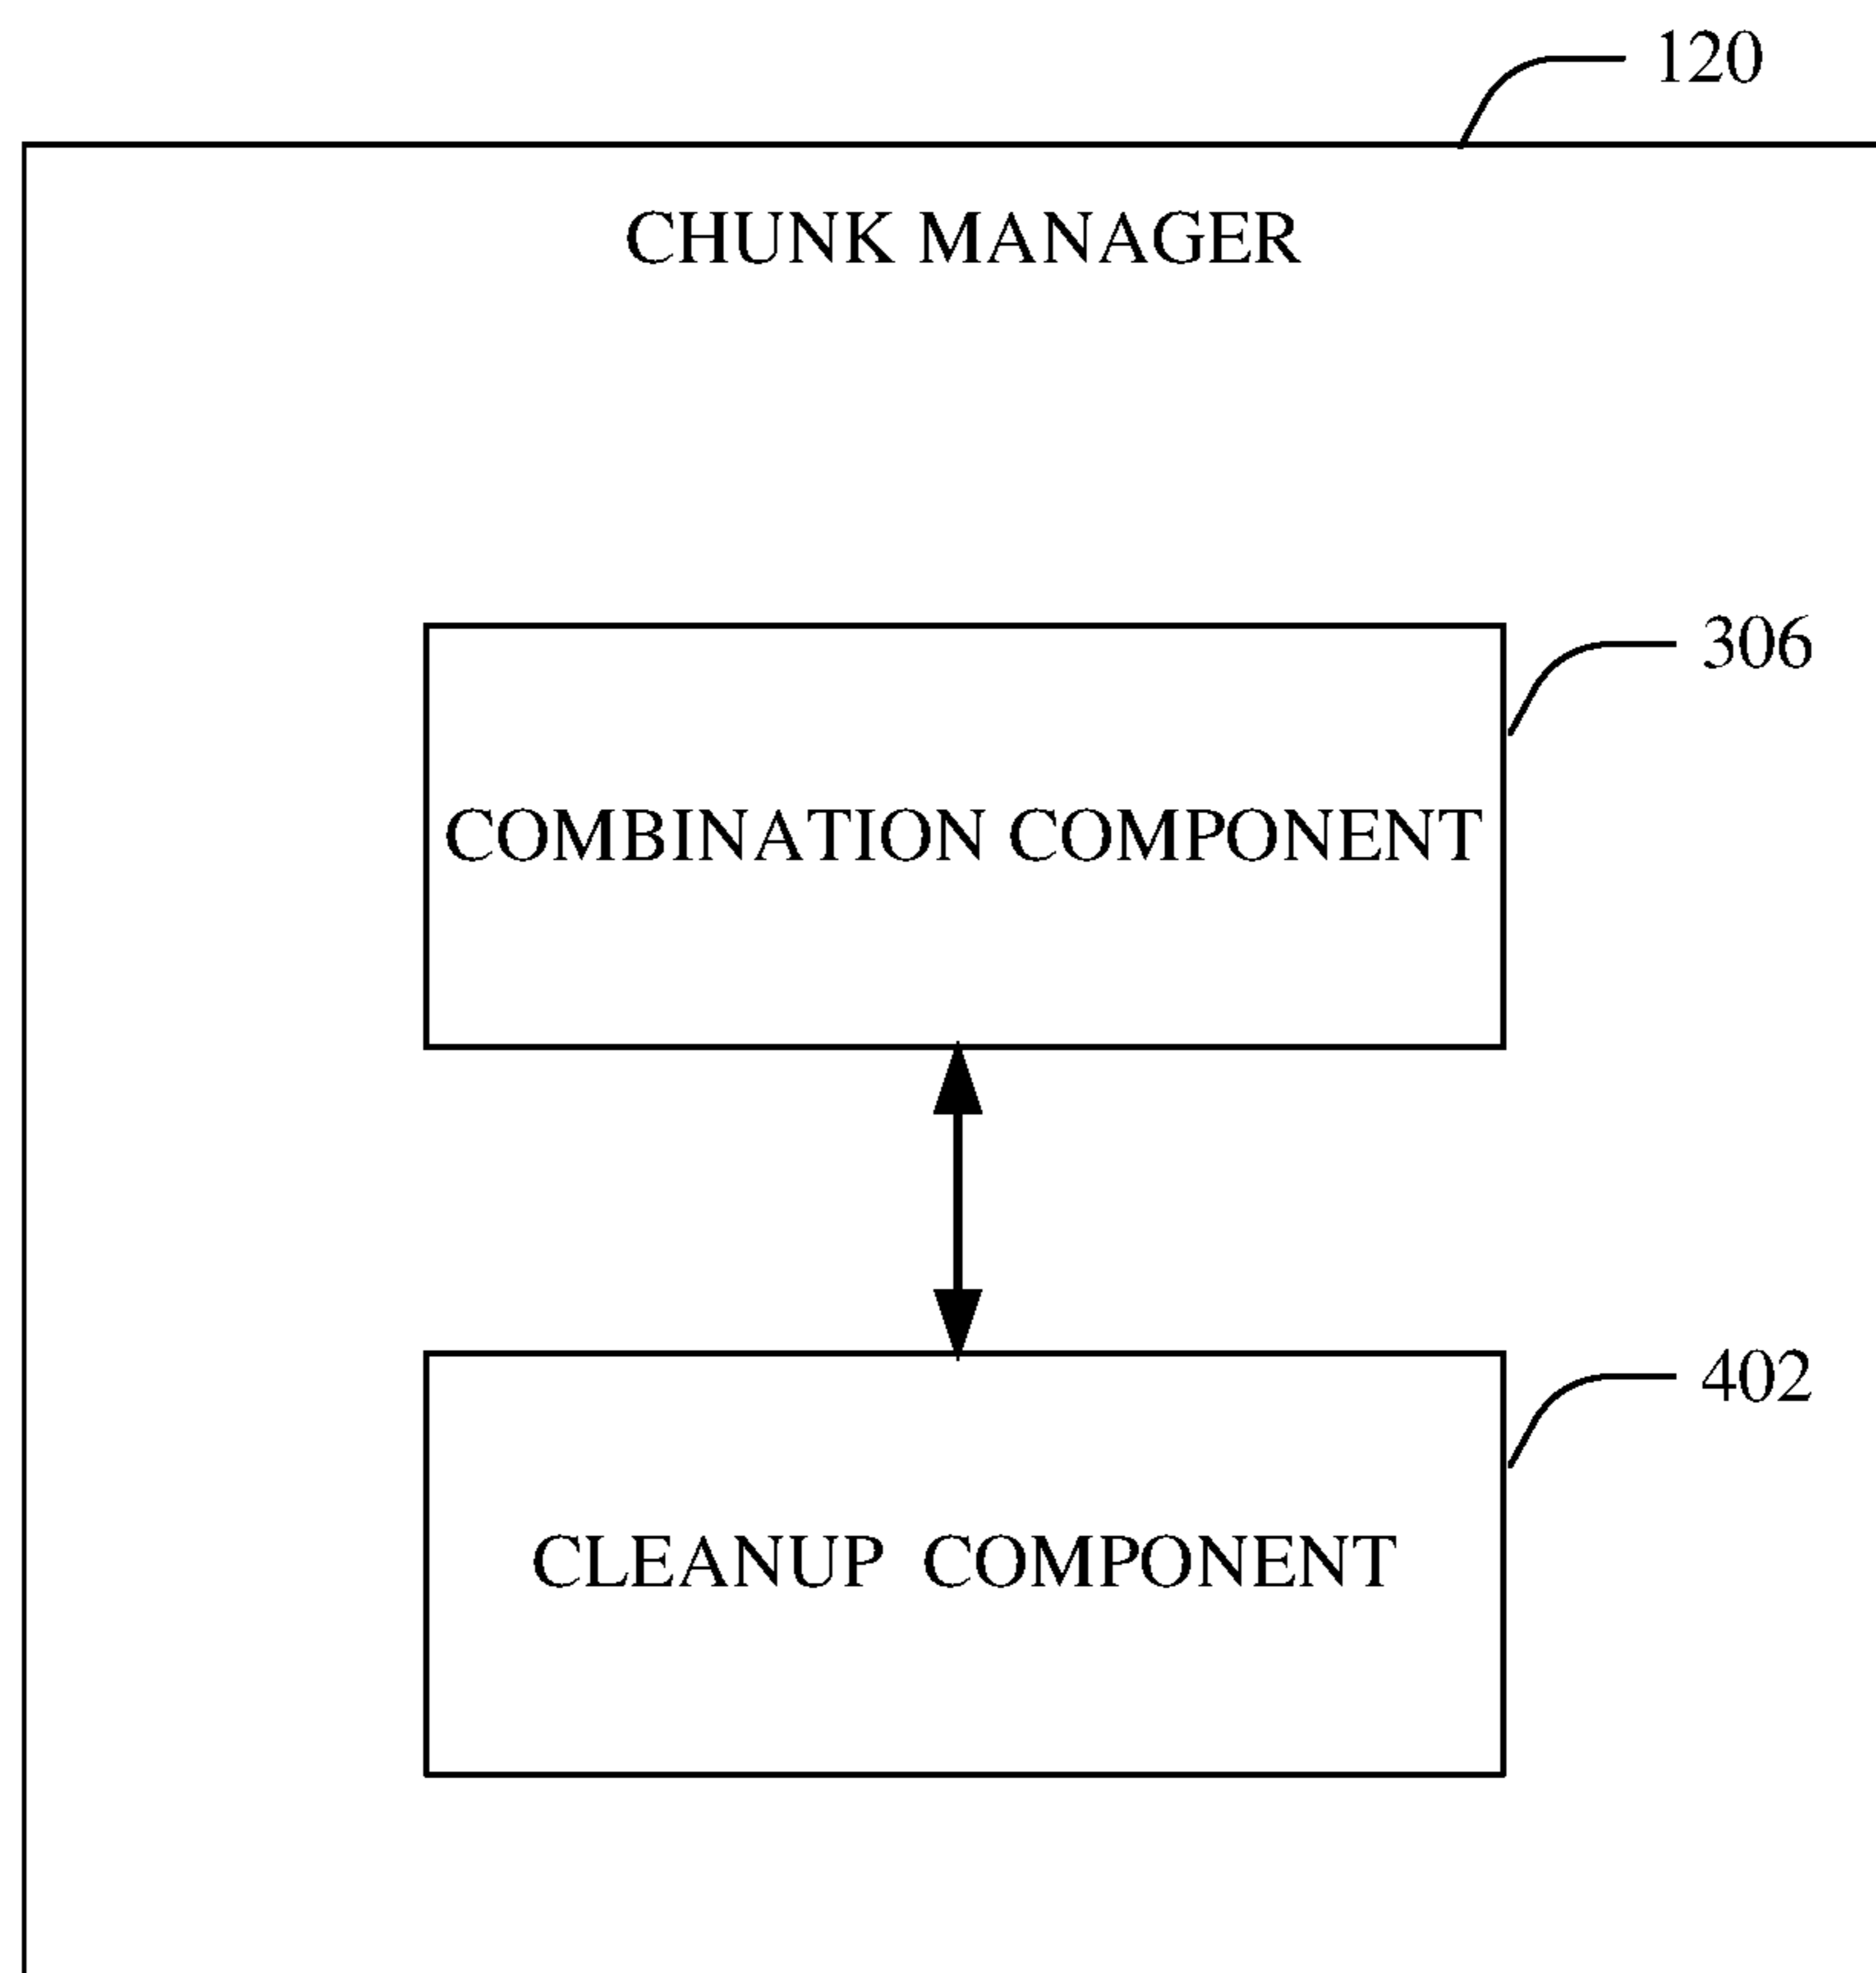 120
CHUNK MANAGER
306
COMBINATION COMPONENT
402
CLEANUP COMPONENT